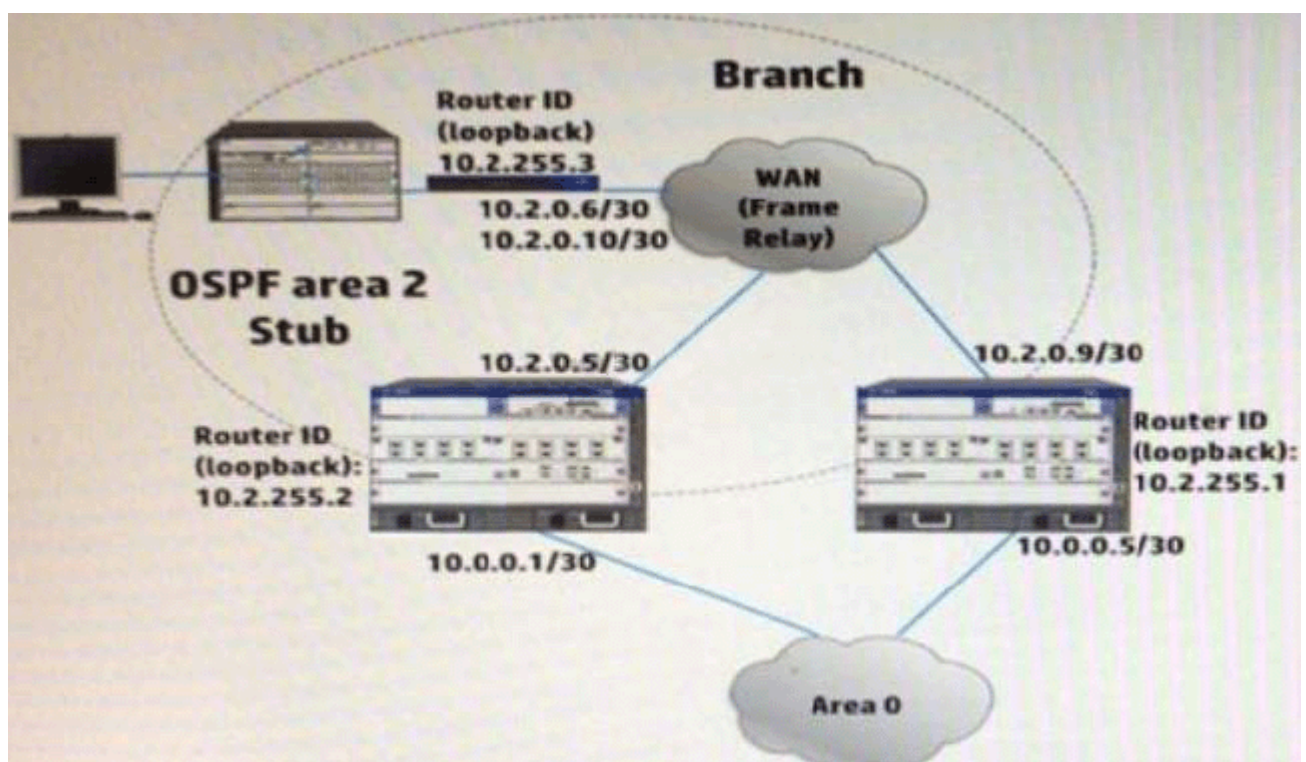 Branch
Router ID
(loopback)
10.2.255.3
10.2.0.6/30
10.2.0.10/30
WAN
(Frame
Relay)
OSPF area 2
Stub
10.2.0.5/30
10.2.0.9/30
Router ID
(loopback):
10.2.255.2
Router ID
(loopback):
10.2.255.1
10.0.0.1/30
10.0.0.5/30
Area 0